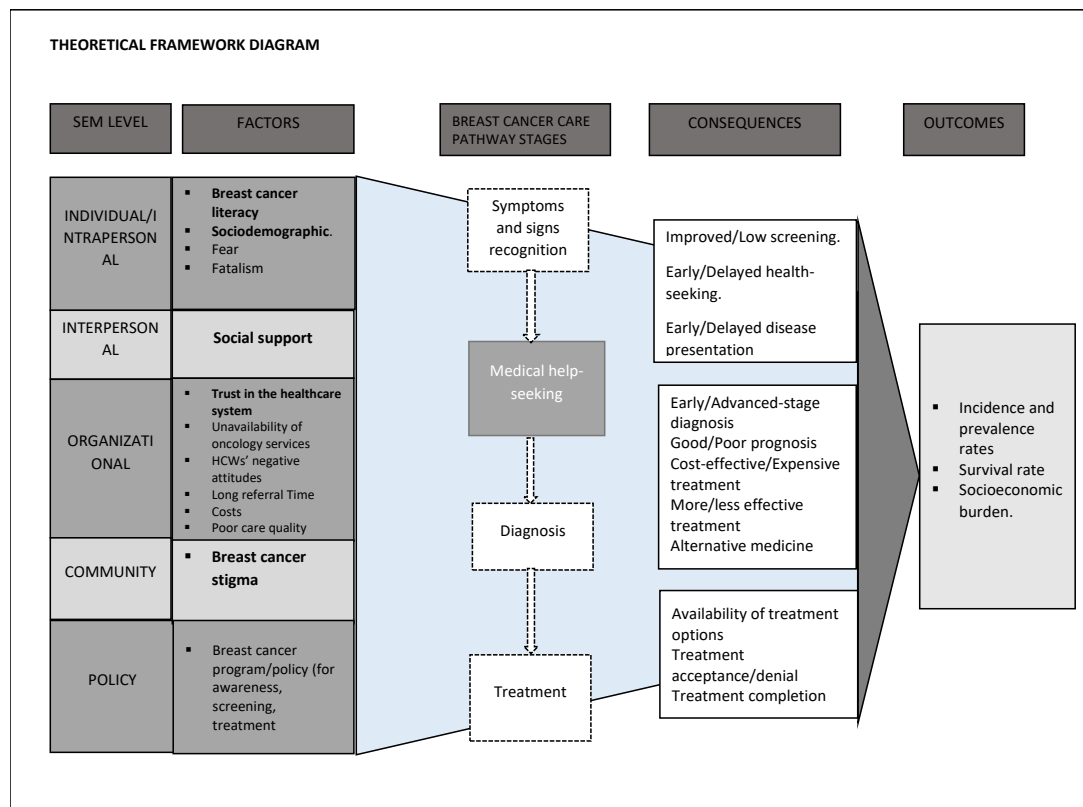 THEORETICAL FRAMEWORK DIAGRAM
SEM LEVEL
FACTORS
BREAST CANCER CARE
PATHWAY STAGES
CONSEQUENCES
OUTCOMES
INDIVIDUAL/I
NTRAPERSON
AL
▪ Breast cancer
literacy
▪ Sociodemographic.
▪ Fear
▪ Fatalism
INTERPERSON
AL
Social support
ORGANIZATI
ONAL
▪ Trust in the healthcare
system
▪ Unavailability of
oncology services
▪ HCWs’ negative
attitudes
▪ Long referral Time
▪ Costs
▪ Poor care quality
COMMUNITY
▪ Breast cancer
stigma
POLICY
▪ Breast cancer
program/policy (for
awareness,
screening,
treatment
Symptoms
and signs
recognition
Medical help-
seeking
Diagnosis
Treatment
Improved/Low screening.
Early/Delayed health-
seeking.
Early/Delayed disease
presentation
Early/Advanced-stage
diagnosis
Good/Poor prognosis
Cost-effective/Expensive
treatment
More/less effective
treatment
Alternative medicine
Availability of treatment
options
Treatment
acceptance/denial
Treatment completion
▪ Incidence and
prevalence
rates
▪ Survival rate
▪ Socioeconomic
burden.